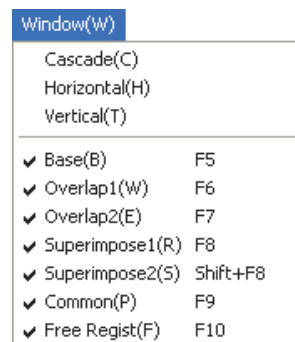 Window(W)
Cascade(C)
Horizontal(H)
Vertical(T)
Base(B) F5
Overlap1(W) F6
Overlap2(E) F7
Superimpose1(R) F8
Superimpose2(S) Shift+F8
Common(P) F9
Free Regist(F) F10